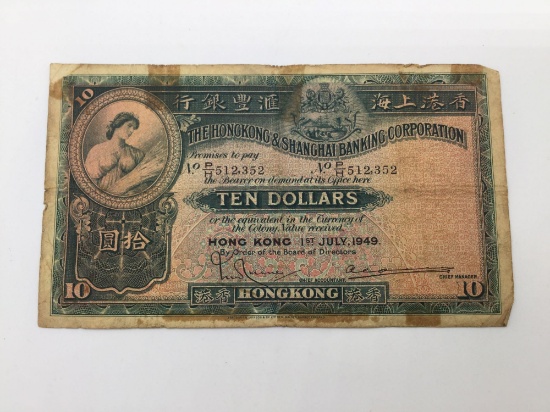 10
行銀豐滙 海上港香
THE HONGKONG & SHANGHAI BANKING CORPORATION
Promises to pay
No P/H 512,352 No P/H 512,352
the Bearer on demand at its Office here
TEN DOLLARS
or the equivalent in the Currency of
the Colony, Value received.
HONG KONG 1ST JULY, 1949.
By Order of the Board of Directors
圓拾
CHIEF ACCOUNTANT
CHIEF MANAGER
10 港香 HONGKONG 港香 10